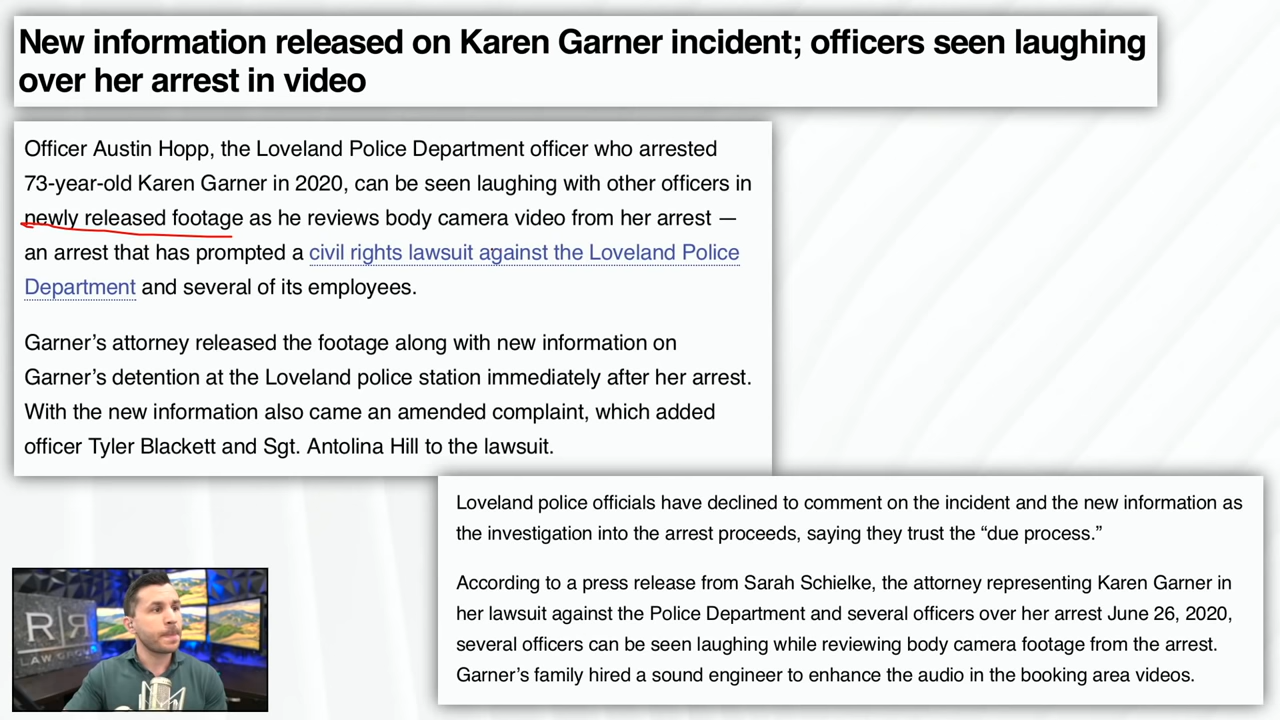 New information released on Karen Garner incident; officers seen laughing
over her arrest in video
Officer Austin Hopp, the Loveland Police Department officer who arrested
73-year-old Karen Garner in 2020, can be seen laughing with other officers in
newly released footage as he reviews body camera video from her arrest —
an arrest that has prompted a civil rights lawsuit against the Loveland Police
Department and several of its employees.
Garner’s attorney released the footage along with new information on
Garner’s detention at the Loveland police station immediately after her arrest.
With the new information also came an amended complaint, which added
officer Tyler Blackett and Sgt. Antolina Hill to the lawsuit.
Loveland police officials have declined to comment on the incident and the new information as
the investigation into the arrest proceeds, saying they trust the “due process.”
According to a press release from Sarah Schielke, the attorney representing Karen Garner in
her lawsuit against the Police Department and several officers over her arrest June 26, 2020,
several officers can be seen laughing while reviewing body camera footage from the arrest.
Garner’s family hired a sound engineer to enhance the audio in the booking area videos.
R|R
LAW GROUP